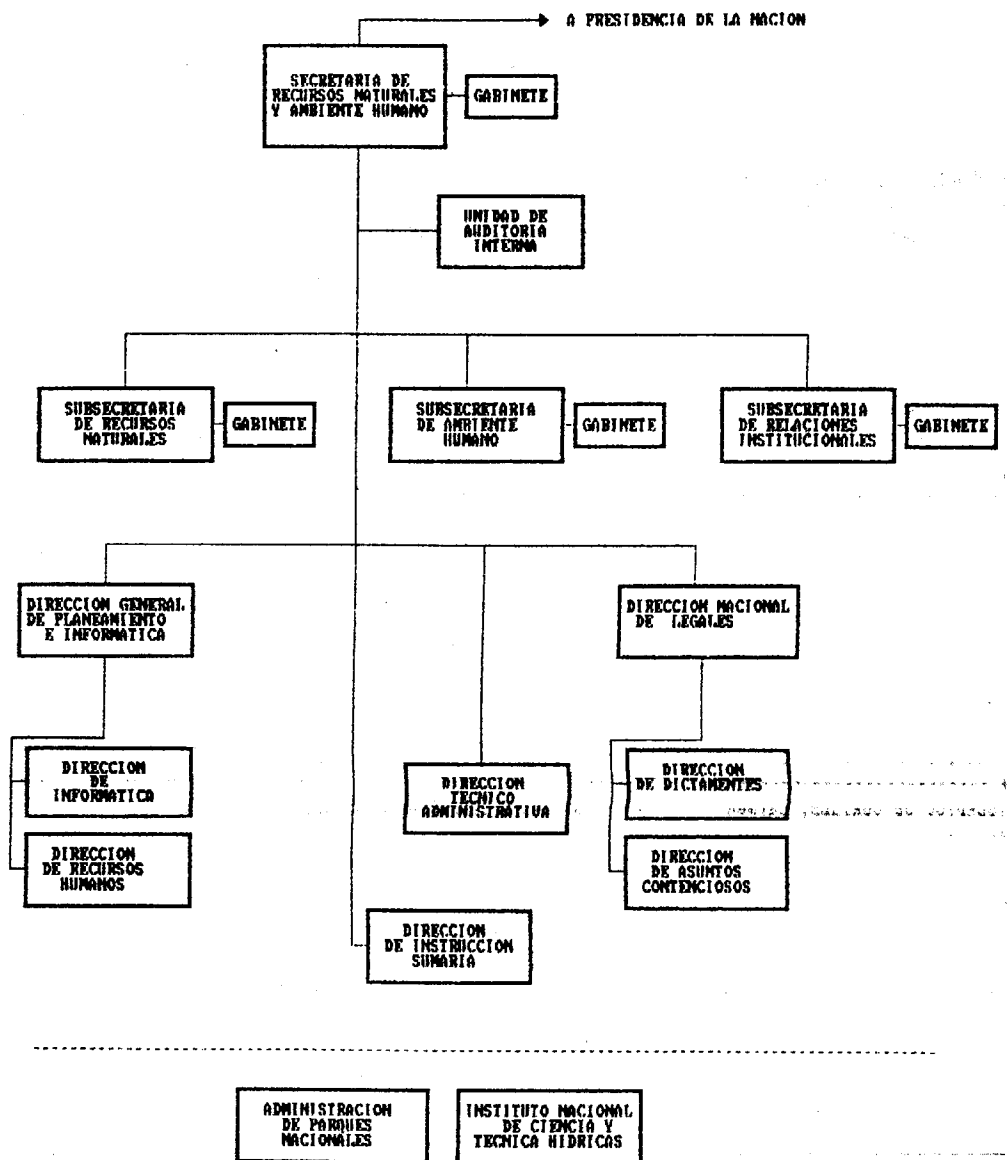 A PRESIDENCIA DE LA NACION
SECRETARIA DE
RECURSOS NATURALES
Y AMBIENTE HUMANO
GABINETE
UNIDAD DE
AUDITORIA
INTERNA
SUBSECRETARIA
DE RECURSOS
NATURALES
GABINETE
SUBSECRETARIA
DE AMBIENTE
HUMANO
GABINETE
SUBSECRETARIA
DE RELACIONES
INSTITUCIONALES
GABINETE
DIRECCION GENERAL
DE PLANEAMIENTO
E INFORMATICA
DIRECCION NACIONAL
DE LEGALES
DIRECCION
DE
INFORMATICA
DIRECCION
TECNICO
ADMINISTRATIVA
DIRECCION
DE DICTAMENTES
DIRECCION
DE RECURSOS
HUMANOS
DIRECCION
DE ASUNTOS
CONTENCIOSOS
DIRECCION
DE INSTRUCCION
SUMARIA
ADMINISTRACION
DE PARQUES
NACIONALES
INSTITUTO NACIONAL
DE CIENCIA Y
TECNICA HIDRICAS